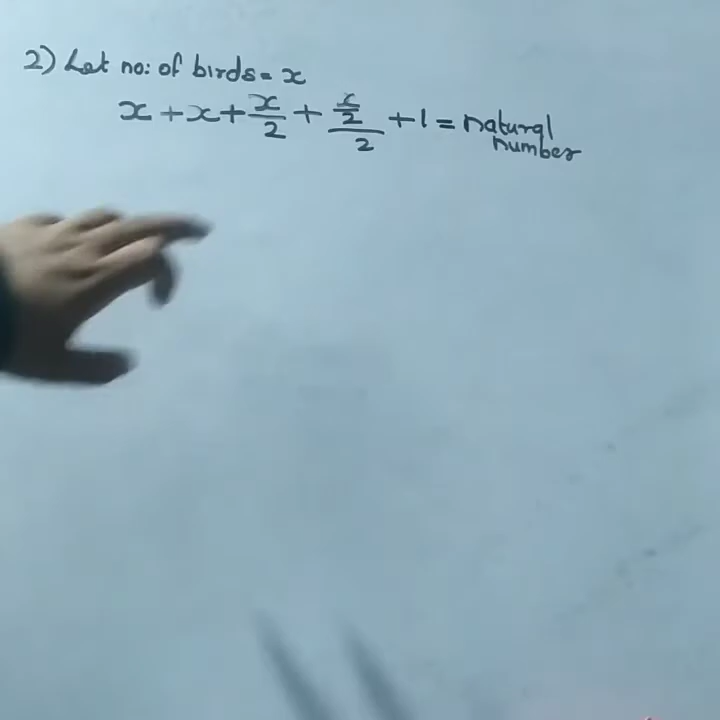 2) Let no: of birds = x
x + x + x/2 + x/2/2 + 1 = natural number